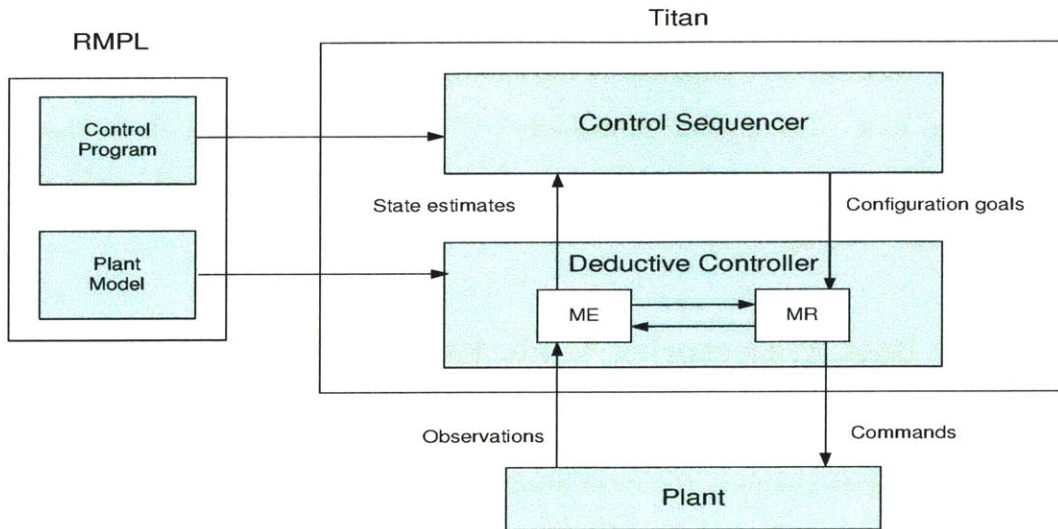 Titan
RMPL
Control
Program
Control Sequencer
State estimates
Configuration goals
Plant
Model
Deductive Controller
ME
MR
Observations
Commands
Plant